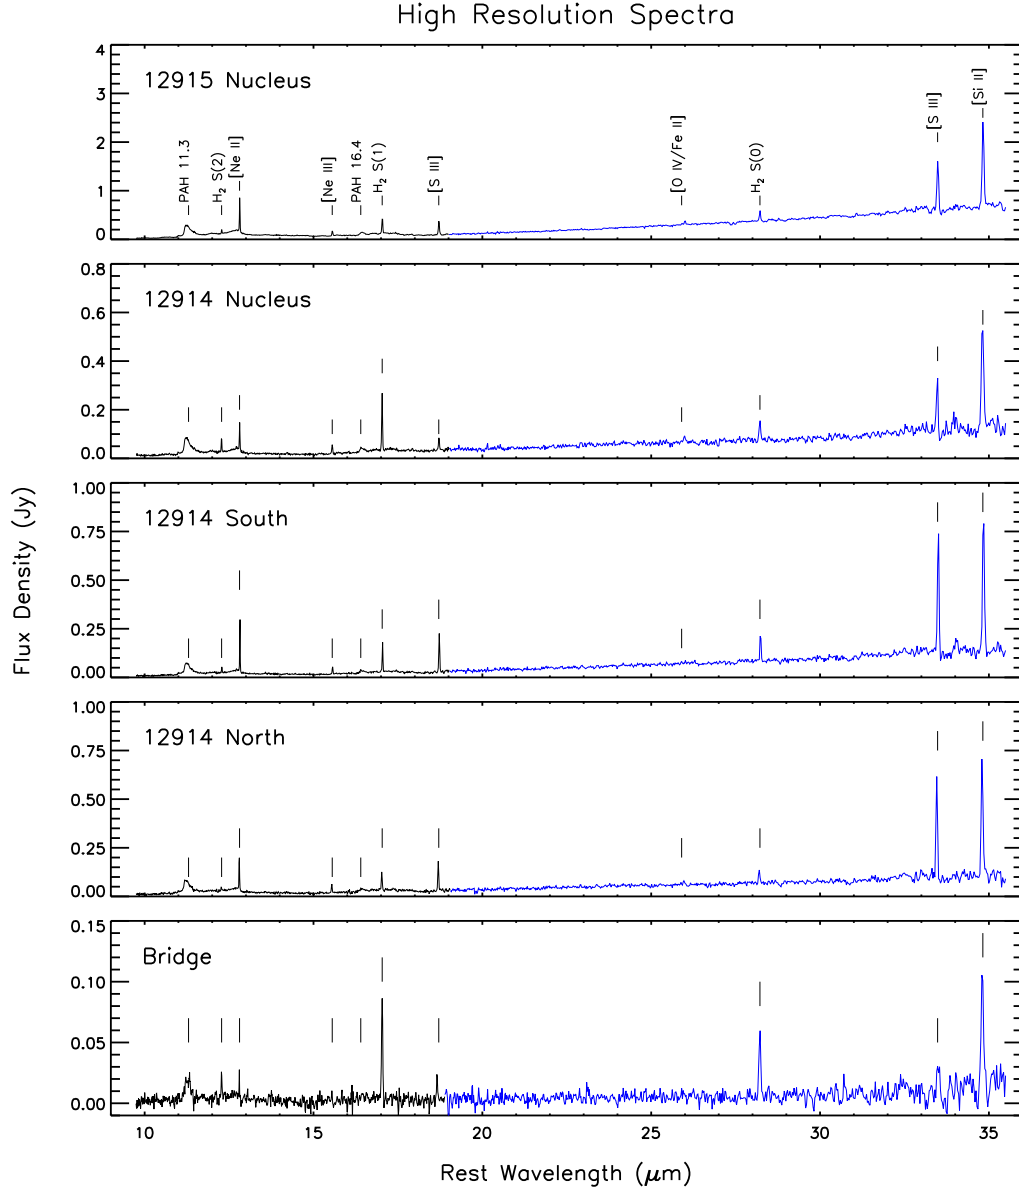 High Resolution Spectra
12915 Nucleus
PAH 11.3
H₂ S(2)
[Ne II]
[Ne III]
PAH 16.4
H₂ S(1)
[S III]
[O IV/Fe II]
H₂ S(0)
[S III]
[Si II]
4
3
2
1
0
12914 Nucleus
0.8
0.6
0.4
0.2
0.0
12914 South
1.00
0.75
0.50
0.25
0.00
12914 North
1.00
0.75
0.50
0.25
0.00
Bridge
0.15
0.10
0.05
0.00
Flux Density (Jy)
10 15 20 25 30 35
Rest Wavelength (μm)